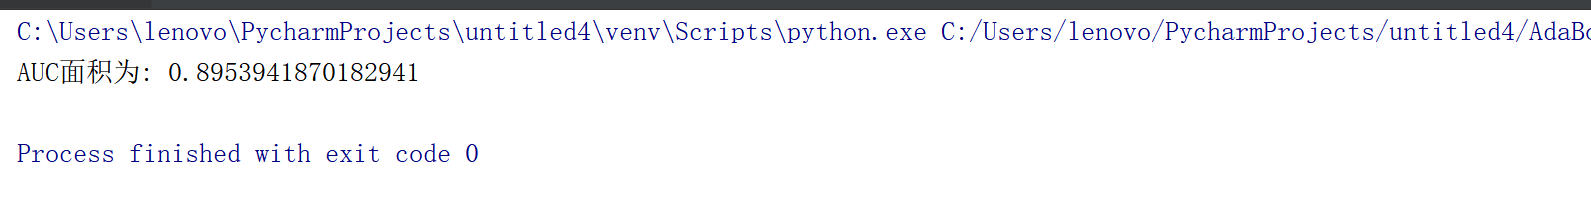 C:\Users\lenovo\PycharmProjects\untitled4\venv\Scripts\python.exe C:/Users/lenovo/PycharmProjects/untitled4/AdaBo
AUC面积为: 0.8953941870182941
Process finished with exit code 0